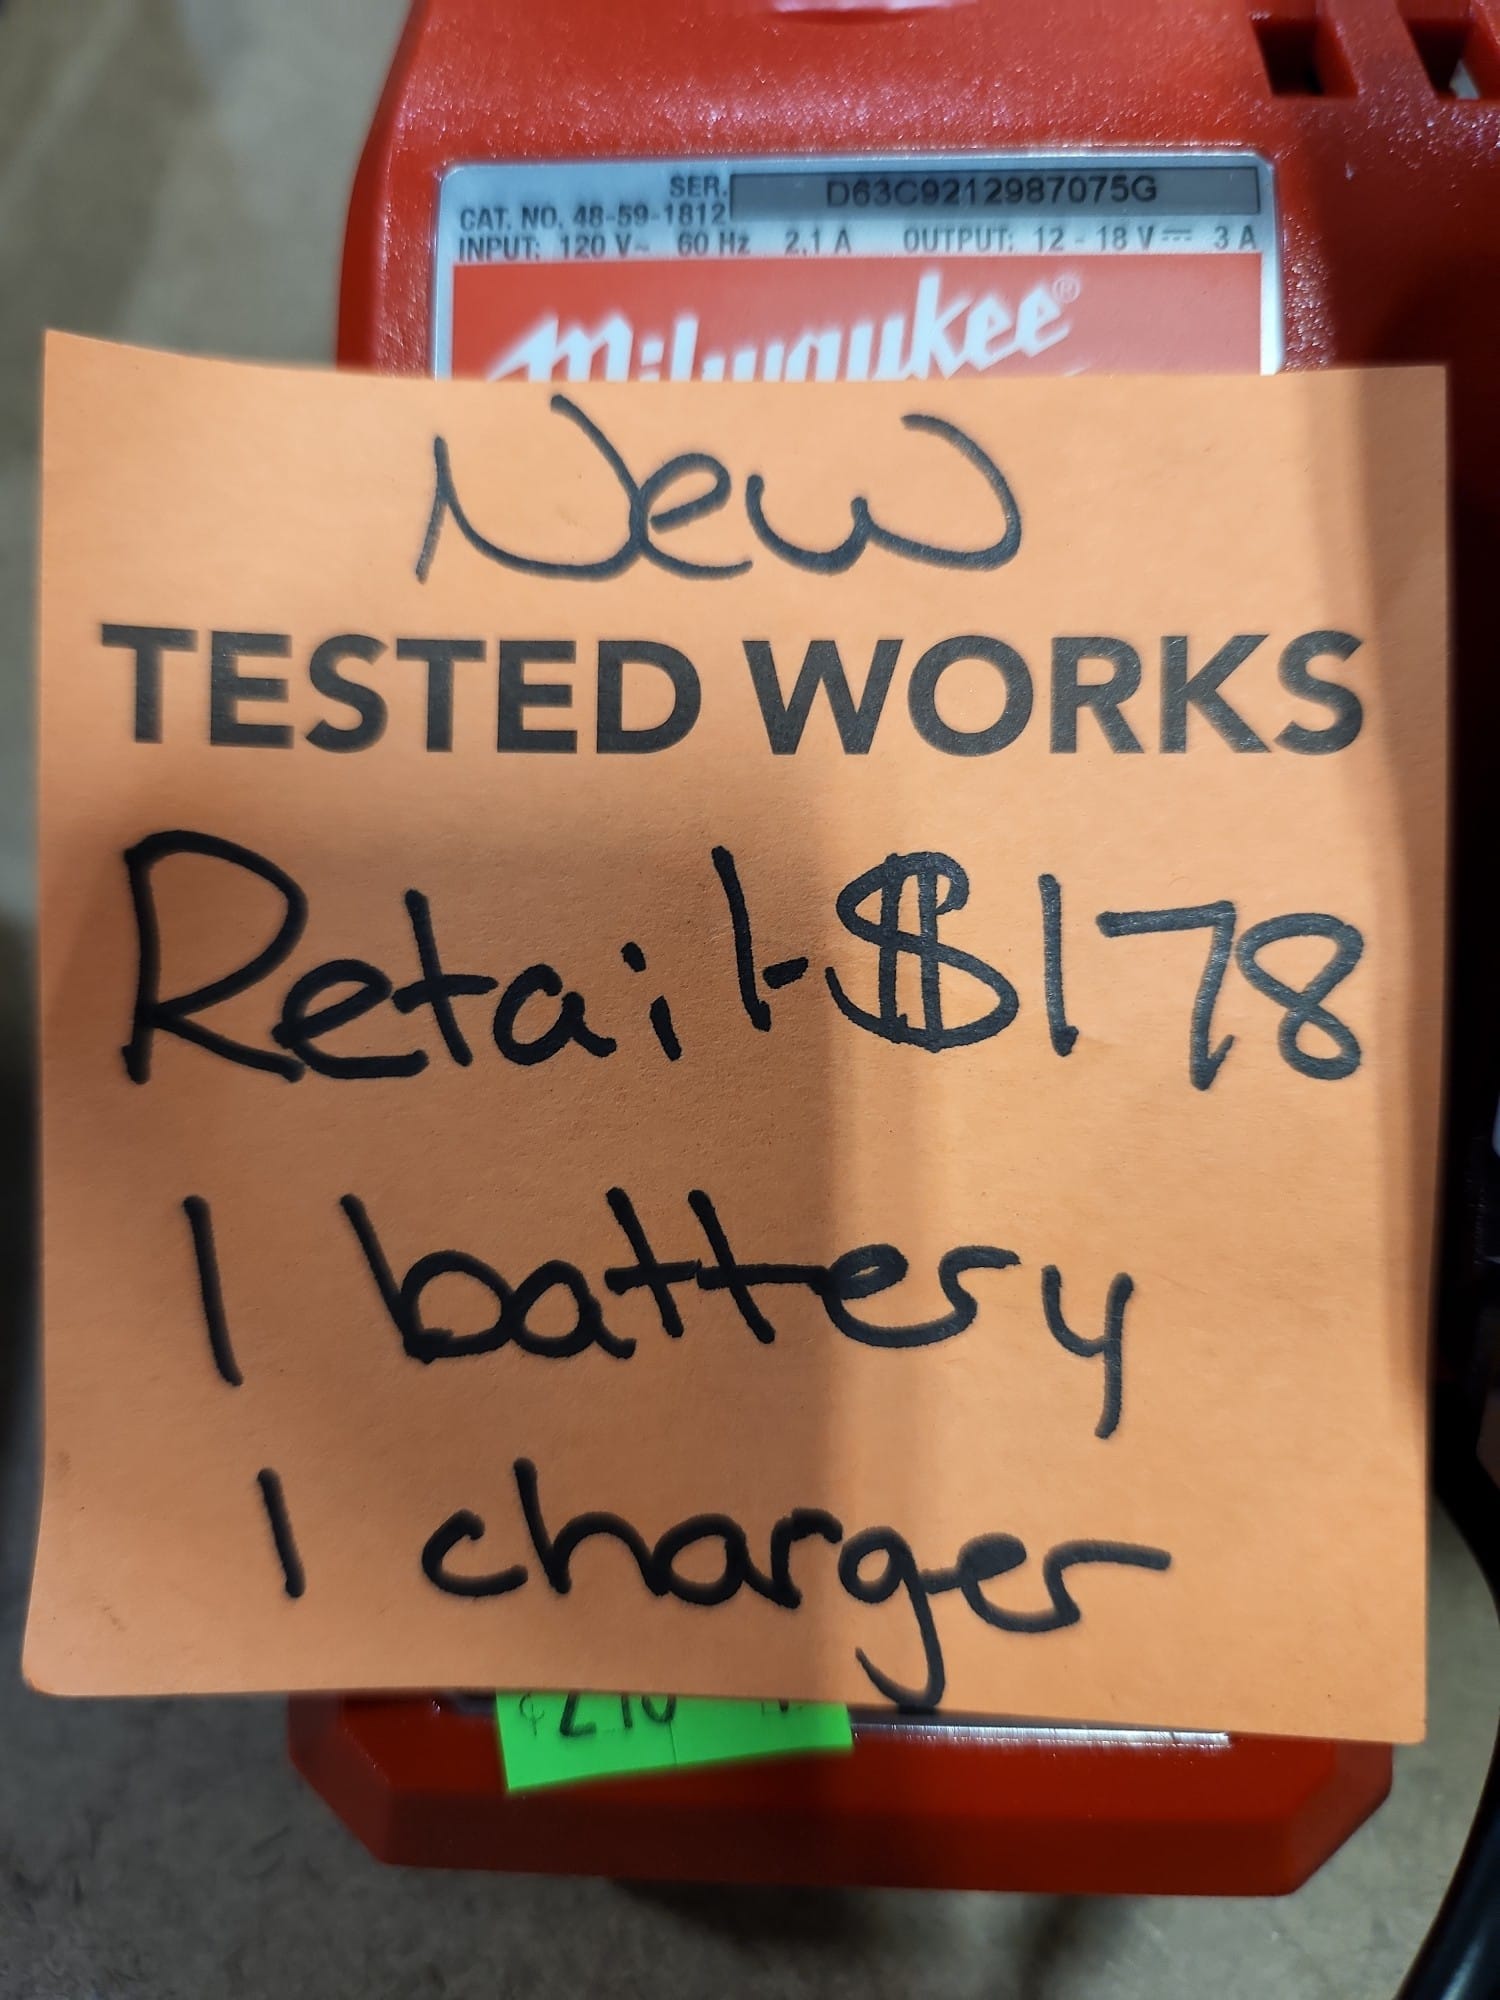 SER. D63C9212987075G
CAT. NO. 48-59-1812
INPUT: 120 V~ 60 Hz 2.1 A OUTPUT: 12 - 18 V⎓ 3 A
Milwaukee®
New
TESTED WORKS
Retail-$178
1 battery
1 charger